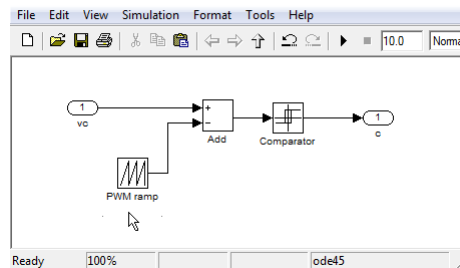 File Edit View Simulation Format Tools Help
10.0 Norma
1
vc
+
−
Add
Comparator
1
c
PWM ramp
Ready 100% ode45